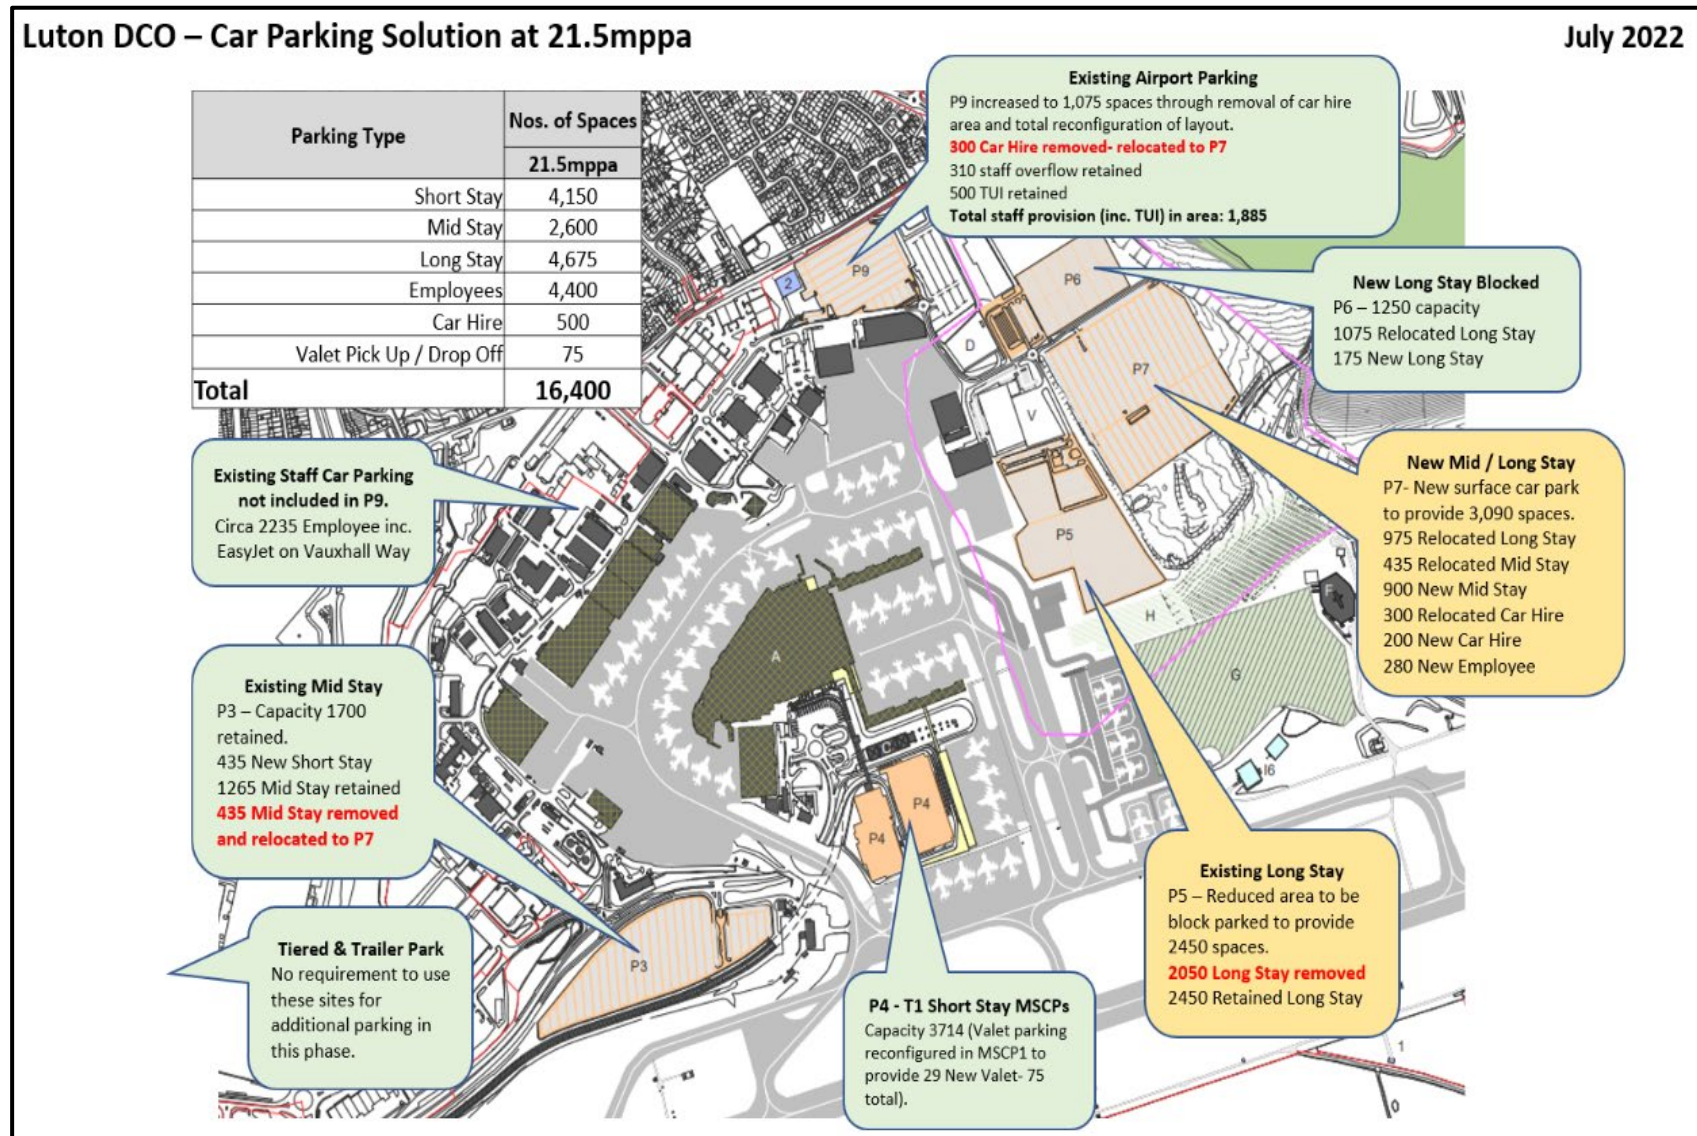 Luton DCO – Car Parking Solution at 21.5mppa
July 2022
Parking Type
Nos. of Spaces
21.5mppa
Short Stay 4,150
Mid Stay 2,600
Long Stay 4,675
Employees 4,400
Car Hire 500
Valet Pick Up / Drop Off 75
Total 16,400
Existing Airport Parking
P9 increased to 1,075 spaces through removal of car hire
area and total reconfiguration of layout.
300 Car Hire removed- relocated to P7
310 staff overflow retained
500 TUI retained
Total staff provision (inc. TUI) in area: 1,885
New Long Stay Blocked
P6 – 1250 capacity
1075 Relocated Long Stay
175 New Long Stay
New Mid / Long Stay
P7- New surface car park
to provide 3,090 spaces.
975 Relocated Long Stay
435 Relocated Mid Stay
900 New Mid Stay
300 Relocated Car Hire
200 New Car Hire
280 New Employee
Existing Staff Car Parking
not included in P9.
Circa 2235 Employee inc.
EasyJet on Vauxhall Way
Existing Mid Stay
P3 – Capacity 1700
retained.
435 New Short Stay
1265 Mid Stay retained
435 Mid Stay removed
and relocated to P7
Tiered & Trailer Park
No requirement to use
these sites for
additional parking in
this phase.
P4 - T1 Short Stay MSCPs
Capacity 3714 (Valet parking
reconfigured in MSCP1 to
provide 29 New Valet- 75
total).
Existing Long Stay
P5 – Reduced area to be
block parked to provide
2450 spaces.
2050 Long Stay removed
2450 Retained Long Stay
P9
2
P6
D
P7
V
P5
H
F
G
A
C
I6
P4
P4
P3
1
0